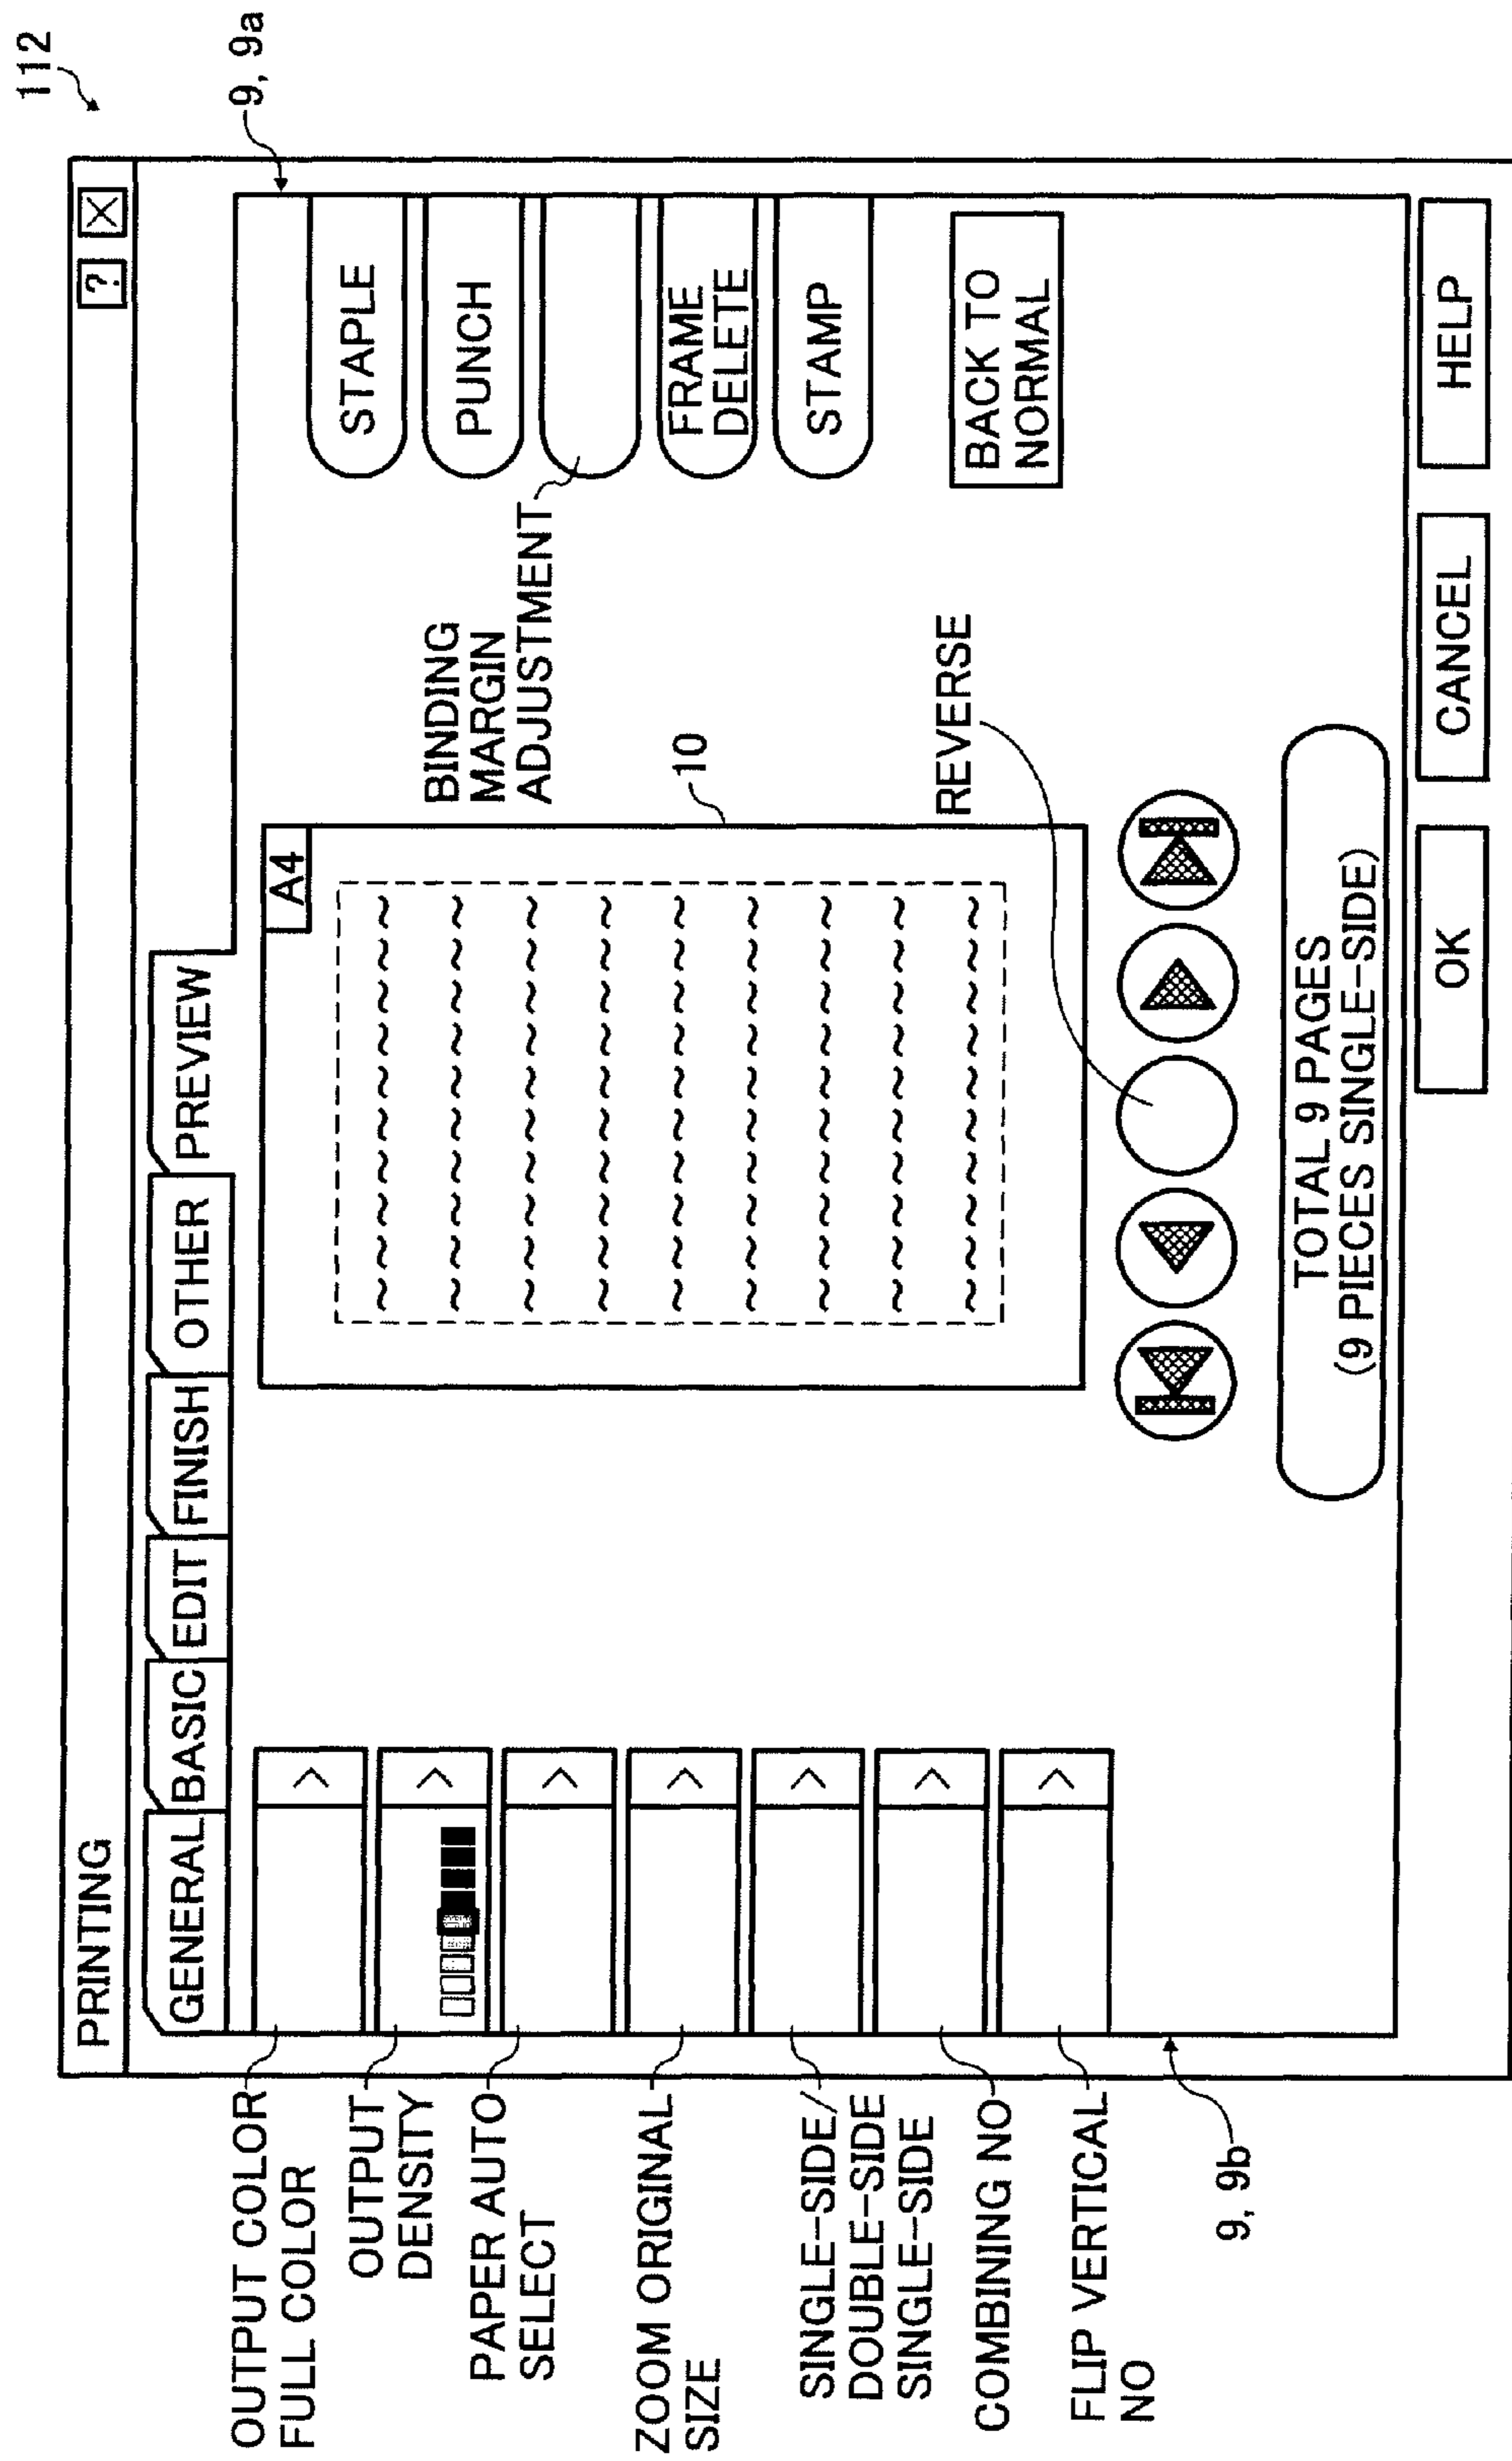 112
PRINTING
? X
GENERAL BASIC EDIT FINISH OTHER PREVIEW
9, 9a
OUTPUT COLOR
FULL COLOR
OUTPUT
DENSITY
PAPER AUTO
SELECT
ZOOM ORIGINAL
SIZE
SINGLE-SIDE/
DOUBLE-SIDE
SINGLE-SIDE
COMBINING NO
FLIP VERTICAL
NO
9, 9b
A4
10
BINDING
MARGIN
ADJUSTMENT
REVERSE
STAPLE
PUNCH
FRAME
DELETE
STAMP
BACK TO
NORMAL
TOTAL 9 PAGES
(9 PIECES SINGLE-SIDE)
OK
CANCEL
HELP